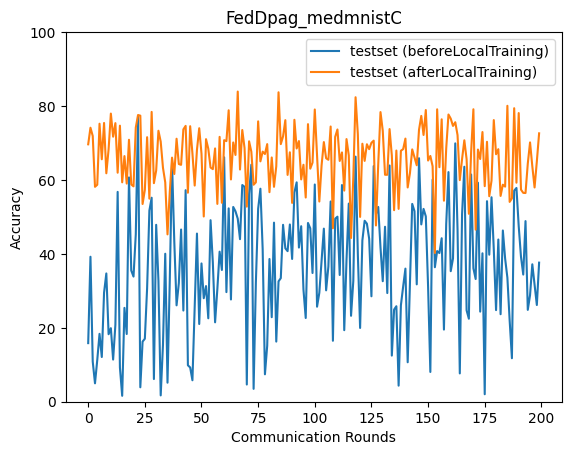 FedDpag_medmnistC
testset (beforeLocalTraining)
testset (afterLocalTraining)
Accuracy
100
80
60
40
20
0
0 25 50 75 100 125 150 175 200
Communication Rounds